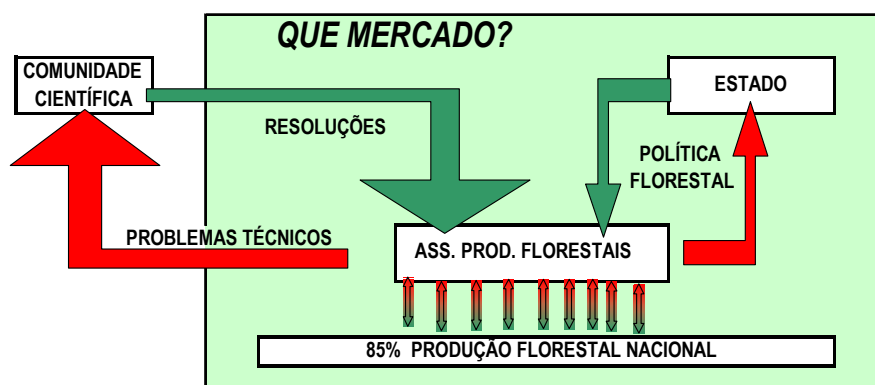 QUE MERCADO?
COMUNIDADE
CIENTÍFICA
ESTADO
RESOLUÇÕES
POLÍTICA
FLORESTAL
PROBLEMAS TÉCNICOS
ASS. PROD. FLORESTAIS
85% PRODUÇÃO FLORESTAL NACIONAL